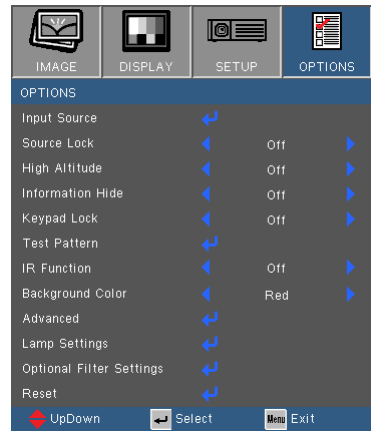 IMAGE DISPLAY SETUP OPTIONS
OPTIONS
Input Source
Source Lock Off
High Altitude Off
Information Hide Off
Keypad Lock Off
Test Pattern
IR Function Off
Background Color Red
Advanced
Lamp Settings
Optional Filter Settings
Reset
UpDown Select Menu Exit